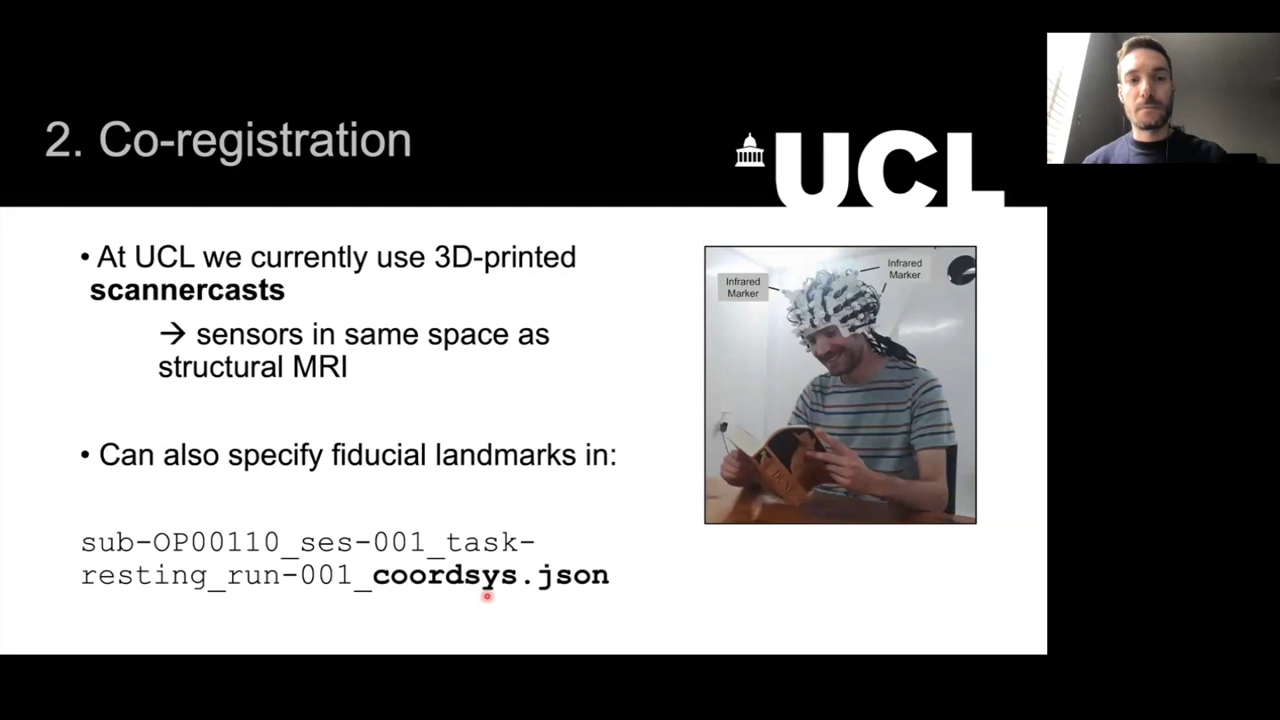 2. Co-registration
UCL
• At UCL we currently use 3D-printed
scannercasts
→ sensors in same space as
structural MRI
• Can also specify fiducial landmarks in:
sub-OP00110_ses-001_task-
resting_run-001_coordsys.json
Infrared
Marker
Infrared
Marker
DUNE